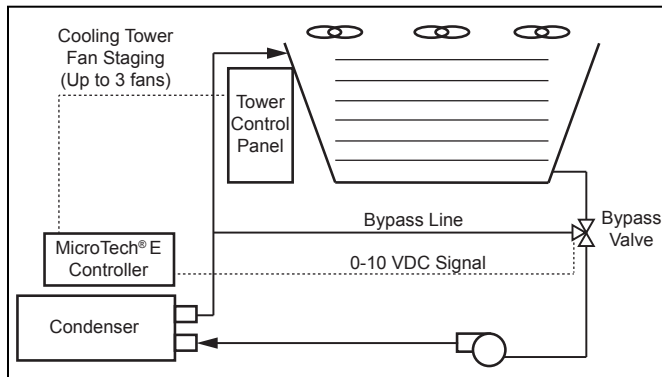 Cooling Tower
Fan Staging
(Up to 3 fans)
Tower
Control
Panel
Bypass Line
Bypass
Valve
MicroTech® E
Controller
0-10 VDC Signal
Condenser